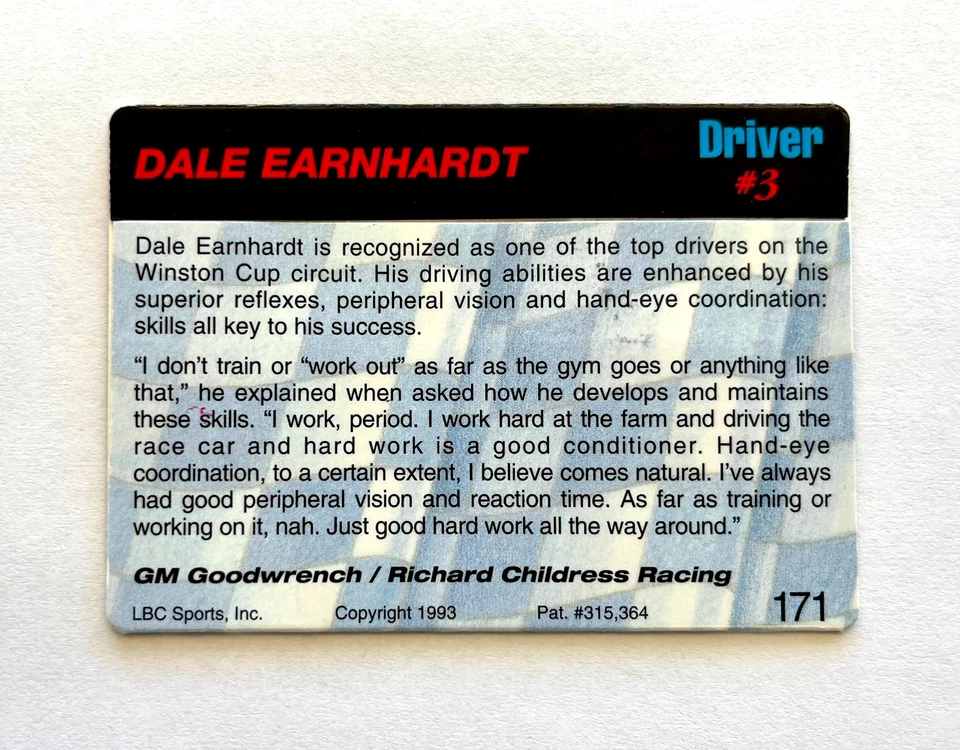 DALE EARNHARDT
Driver
#3
Dale Earnhardt is recognized as one of the top drivers on the
Winston Cup circuit. His driving abilities are enhanced by his
superior reflexes, peripheral vision and hand-eye coordination:
skills all key to his success.
“I don’t train or “work out” as far as the gym goes or anything like
that,” he explained when asked how he develops and maintains
these skills. “I work, period. I work hard at the farm and driving the
race car and hard work is a good conditioner. Hand-eye
coordination, to a certain extent, I believe comes natural. I’ve always
had good peripheral vision and reaction time. As far as training or
working on it, nah. Just good hard work all the way around.”
GM Goodwrench / Richard Childress Racing
LBC Sports, Inc. Copyright 1993 Pat. #315,364 171